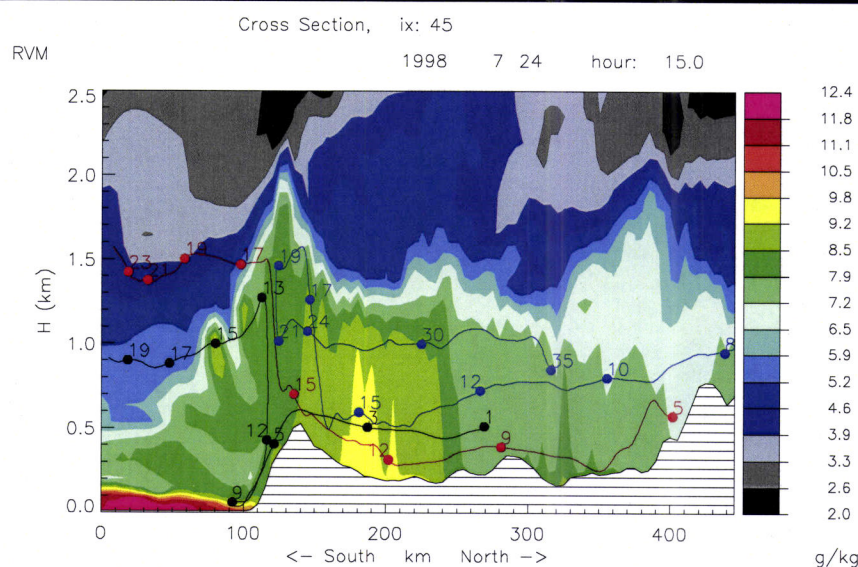 Cross Section, ix: 45
RVM
1998 7 24 hour: 15.0
2.5
2.0
1.5
1.0
0.5
0.0
H (km)
23 21 19 17 19
13 17
15 21 24 30
19 17 35 10 8
15 12
15 3 1 5
12 5 12 9
9
0 100 200 300 400
<– South km North –>
12.4
11.8
11.1
10.5
9.8
9.2
8.5
7.9
7.2
6.5
5.9
5.2
4.6
3.9
3.3
2.6
2.0
g/kg